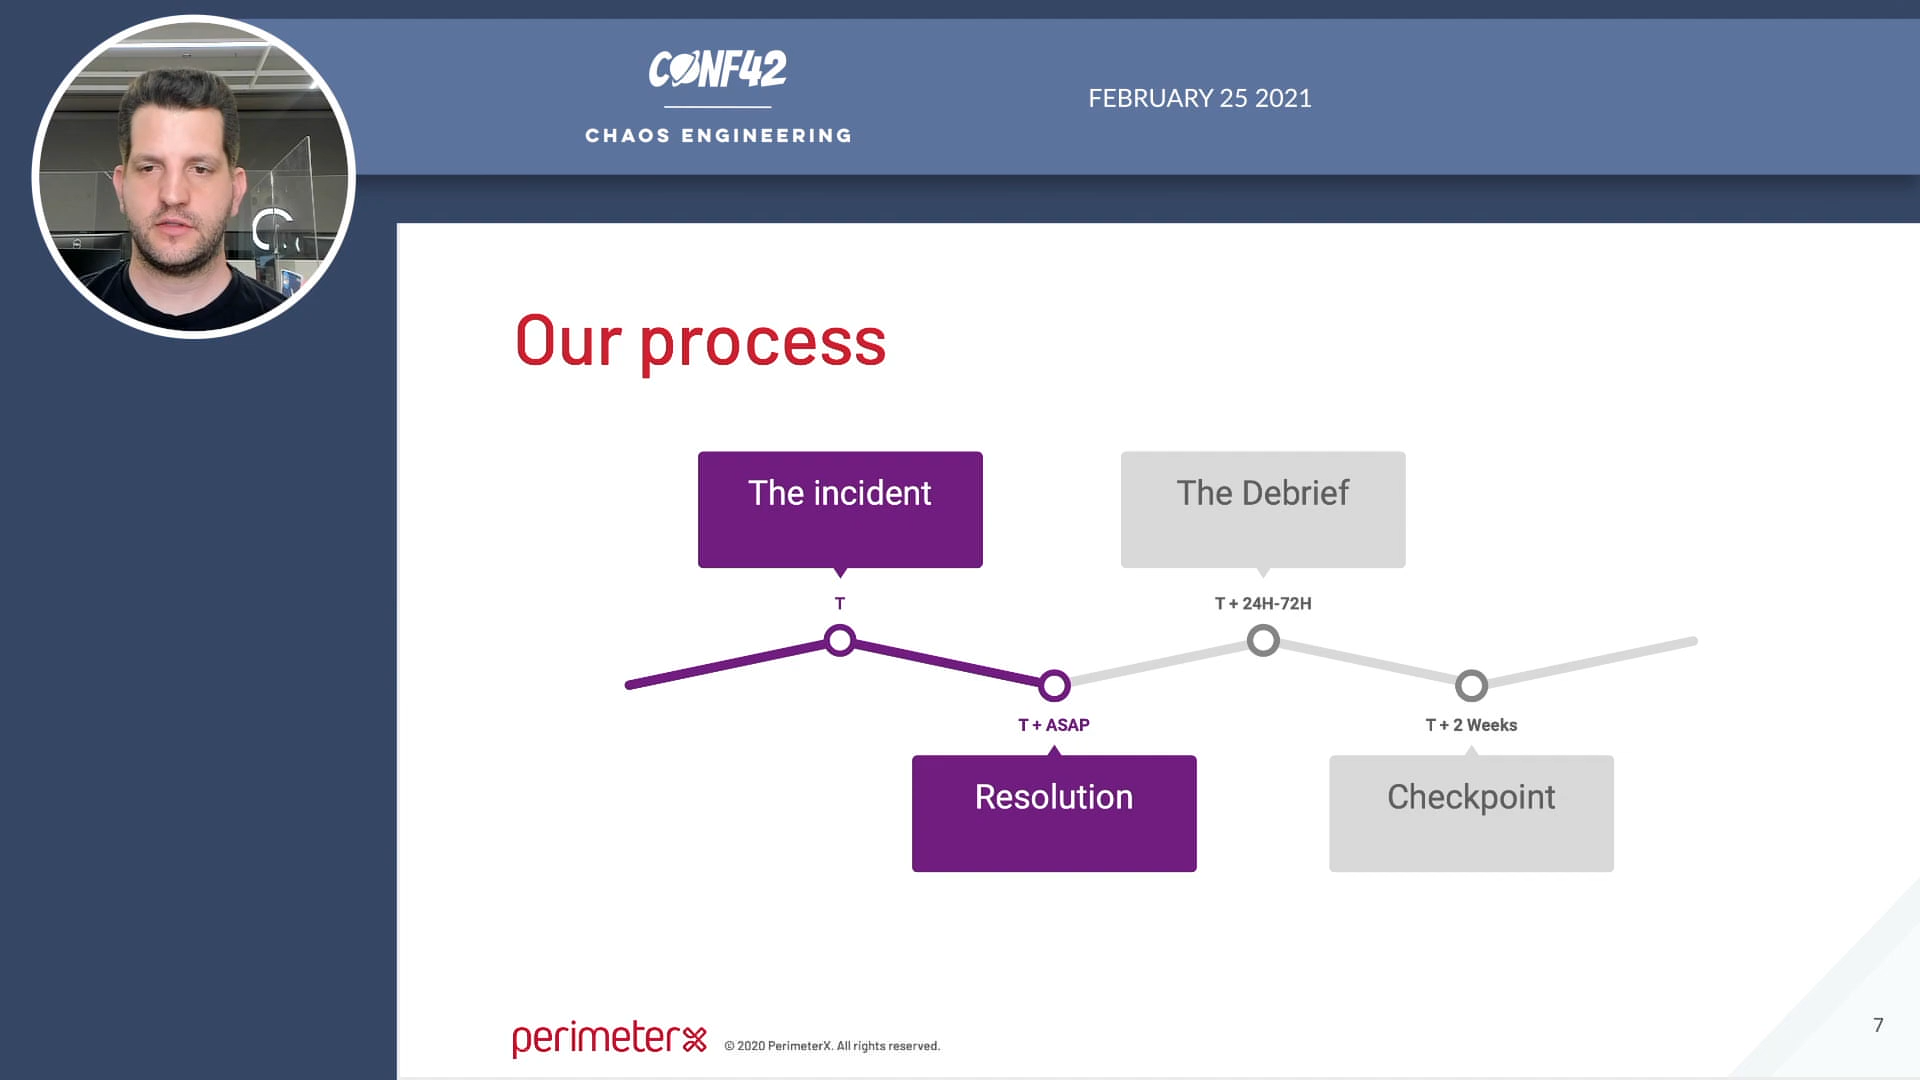 CONF42
CHAOS ENGINEERING
FEBRUARY 25 2021
Our process
The incident
The Debrief
T
T + 24H-72H
T + ASAP
T + 2 Weeks
Resolution
Checkpoint
perimeterx
© 2020 PerimeterX. All rights reserved.
7